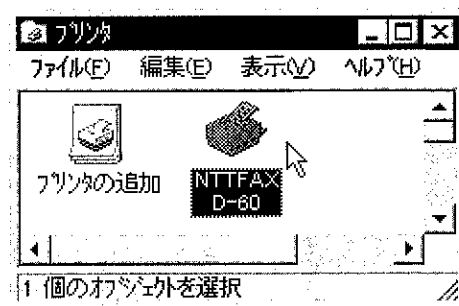 プリンタ
ファイル(F) 編集(E) 表示(V) ヘルプ(H)
プリンタの追加
NTTFAX
D-60
1 個のオブジェクトを選択